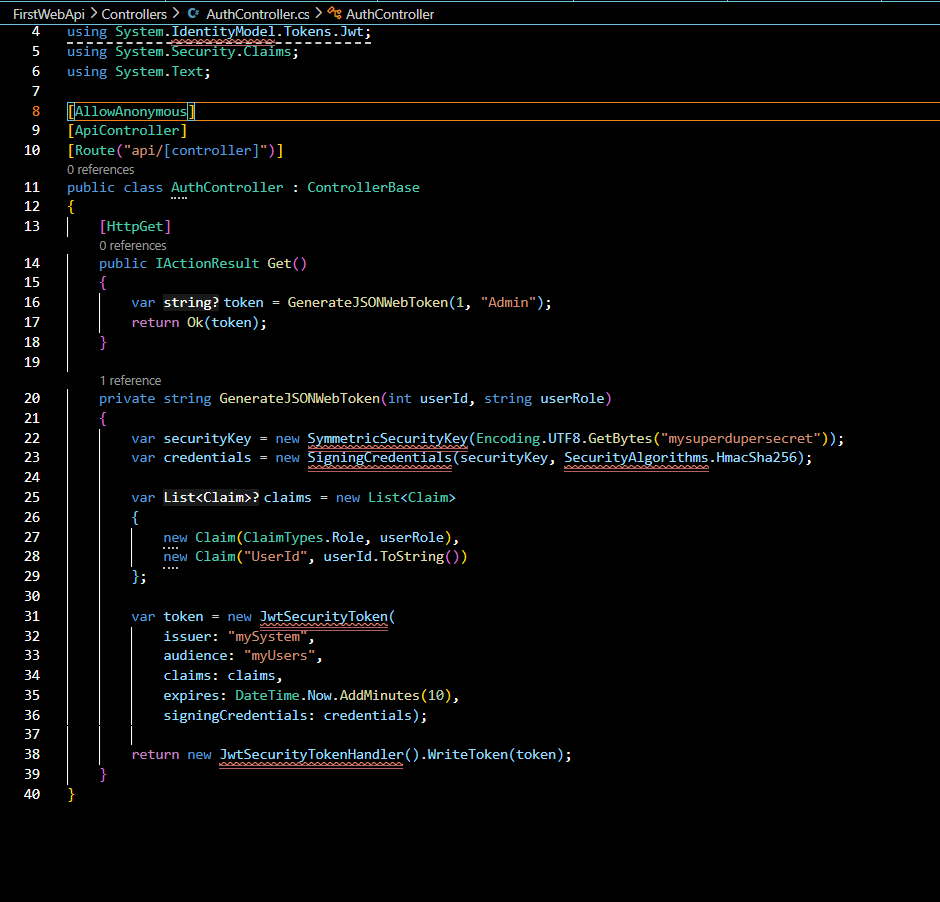 FirstWebApi > Controllers > AuthController.cs > AuthController
4 using System.IdentityModel.Tokens.Jwt;
5 using System.Security.Claims;
6 using System.Text;
7
8 [AllowAnonymous]
9 [ApiController]
10 [Route("api/[controller]")]
0 references
11 public class AuthController : ControllerBase
12 {
13 [HttpGet]
0 references
14 public IActionResult Get()
15 {
16 var string? token = GenerateJSONWebToken(1, "Admin");
17 return Ok(token);
18 }
19
1 reference
20 private string GenerateJSONWebToken(int userId, string userRole)
21 {
22 var securityKey = new SymmetricSecurityKey(Encoding.UTF8.GetBytes("mysuperdupersecret"));
23 var credentials = new SigningCredentials(securityKey, SecurityAlgorithms.HmacSha256);
24
25 var List<Claim>? claims = new List<Claim>
26 {
27 new Claim(ClaimTypes.Role, userRole),
28 new Claim("UserId", userId.ToString())
29 };
30
31 var token = new JwtSecurityToken(
32 issuer: "mySystem",
33 audience: "myUsers",
34 claims: claims,
35 expires: DateTime.Now.AddMinutes(10),
36 signingCredentials: credentials);
37
38 return new JwtSecurityTokenHandler().WriteToken(token);
39 }
40 }